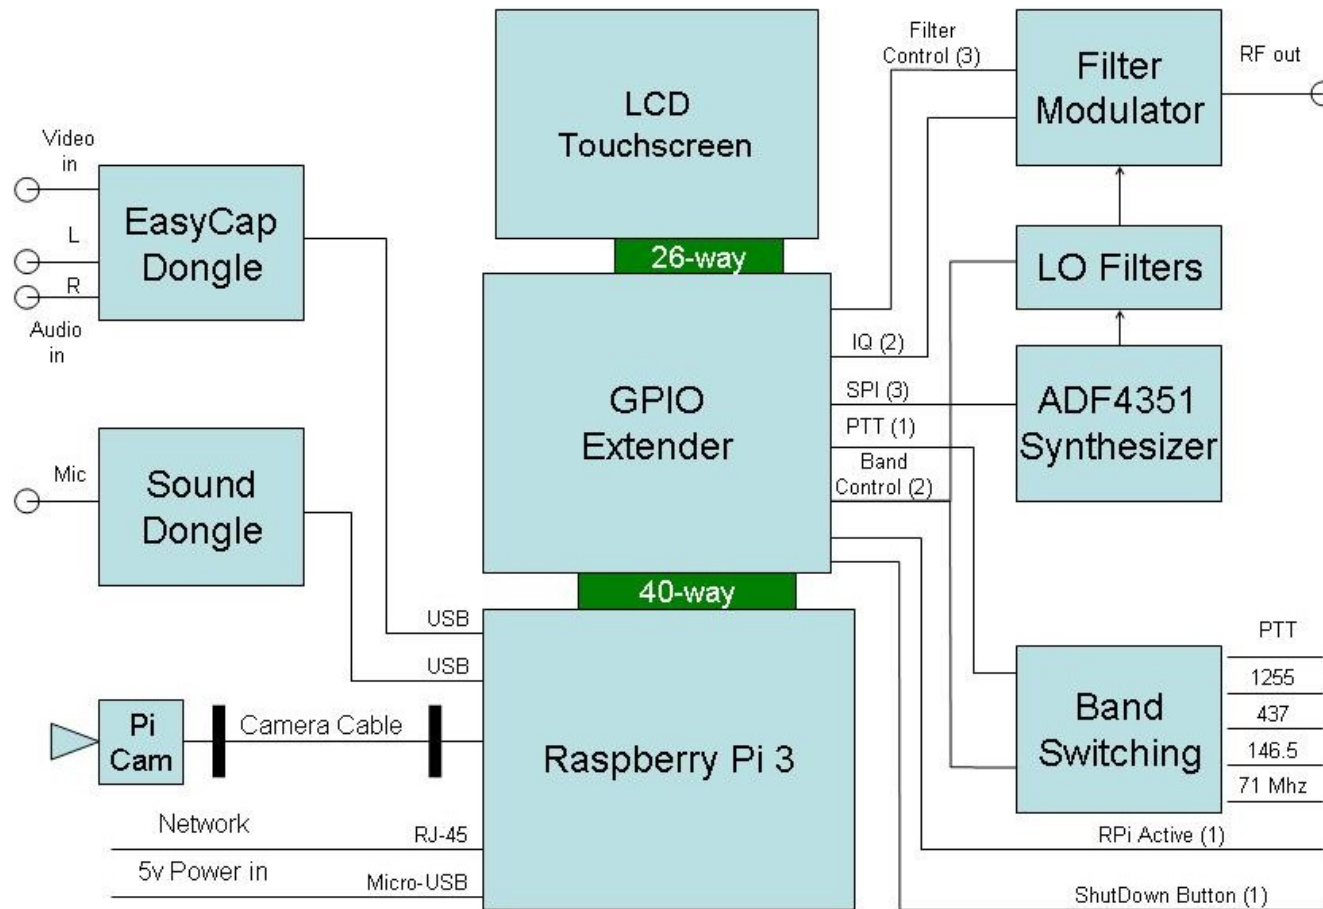 Video
in
L
R
Audio
in
EasyCap
Dongle
Mic
Sound
Dongle
LCD
Touchscreen
26-way
GPIO
Extender
40-way
Raspberry Pi 3
USB
USB
Pi
Cam
Camera Cable
Network
RJ-45
5v Power in
Micro-USB
Filter
Control (3)
IQ (2)
SPI (3)
PTT (1)
Band
Control (2)
Filter
Modulator
RF out
LO Filters
ADF4351
Synthesizer
Band
Switching
PTT
1255
437
146.5
71 Mhz
RPi Active (1)
ShutDown Button (1)